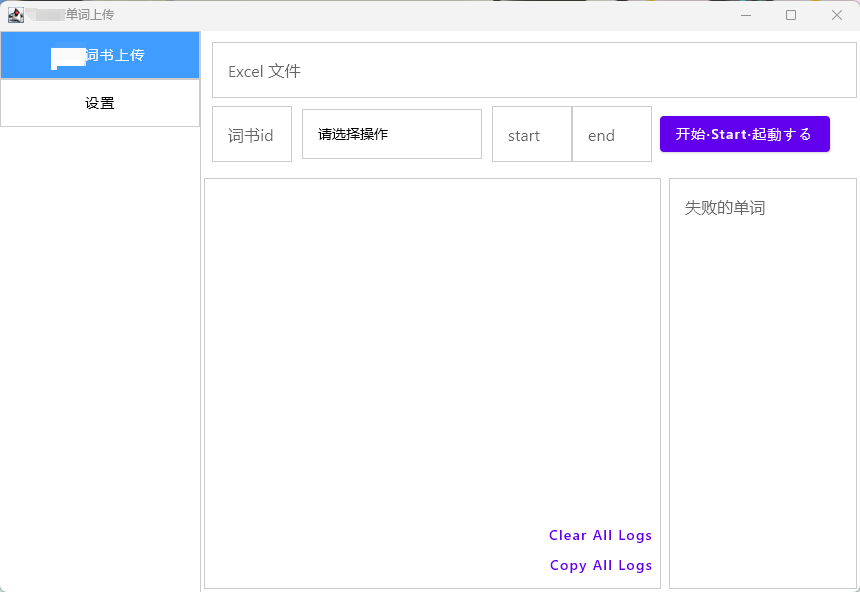 单词上传
词书上传
设置
Excel 文件
词书id
请选择操作
start
end
开始·Start·起動する
失败的单词
Clear All Logs
Copy All Logs